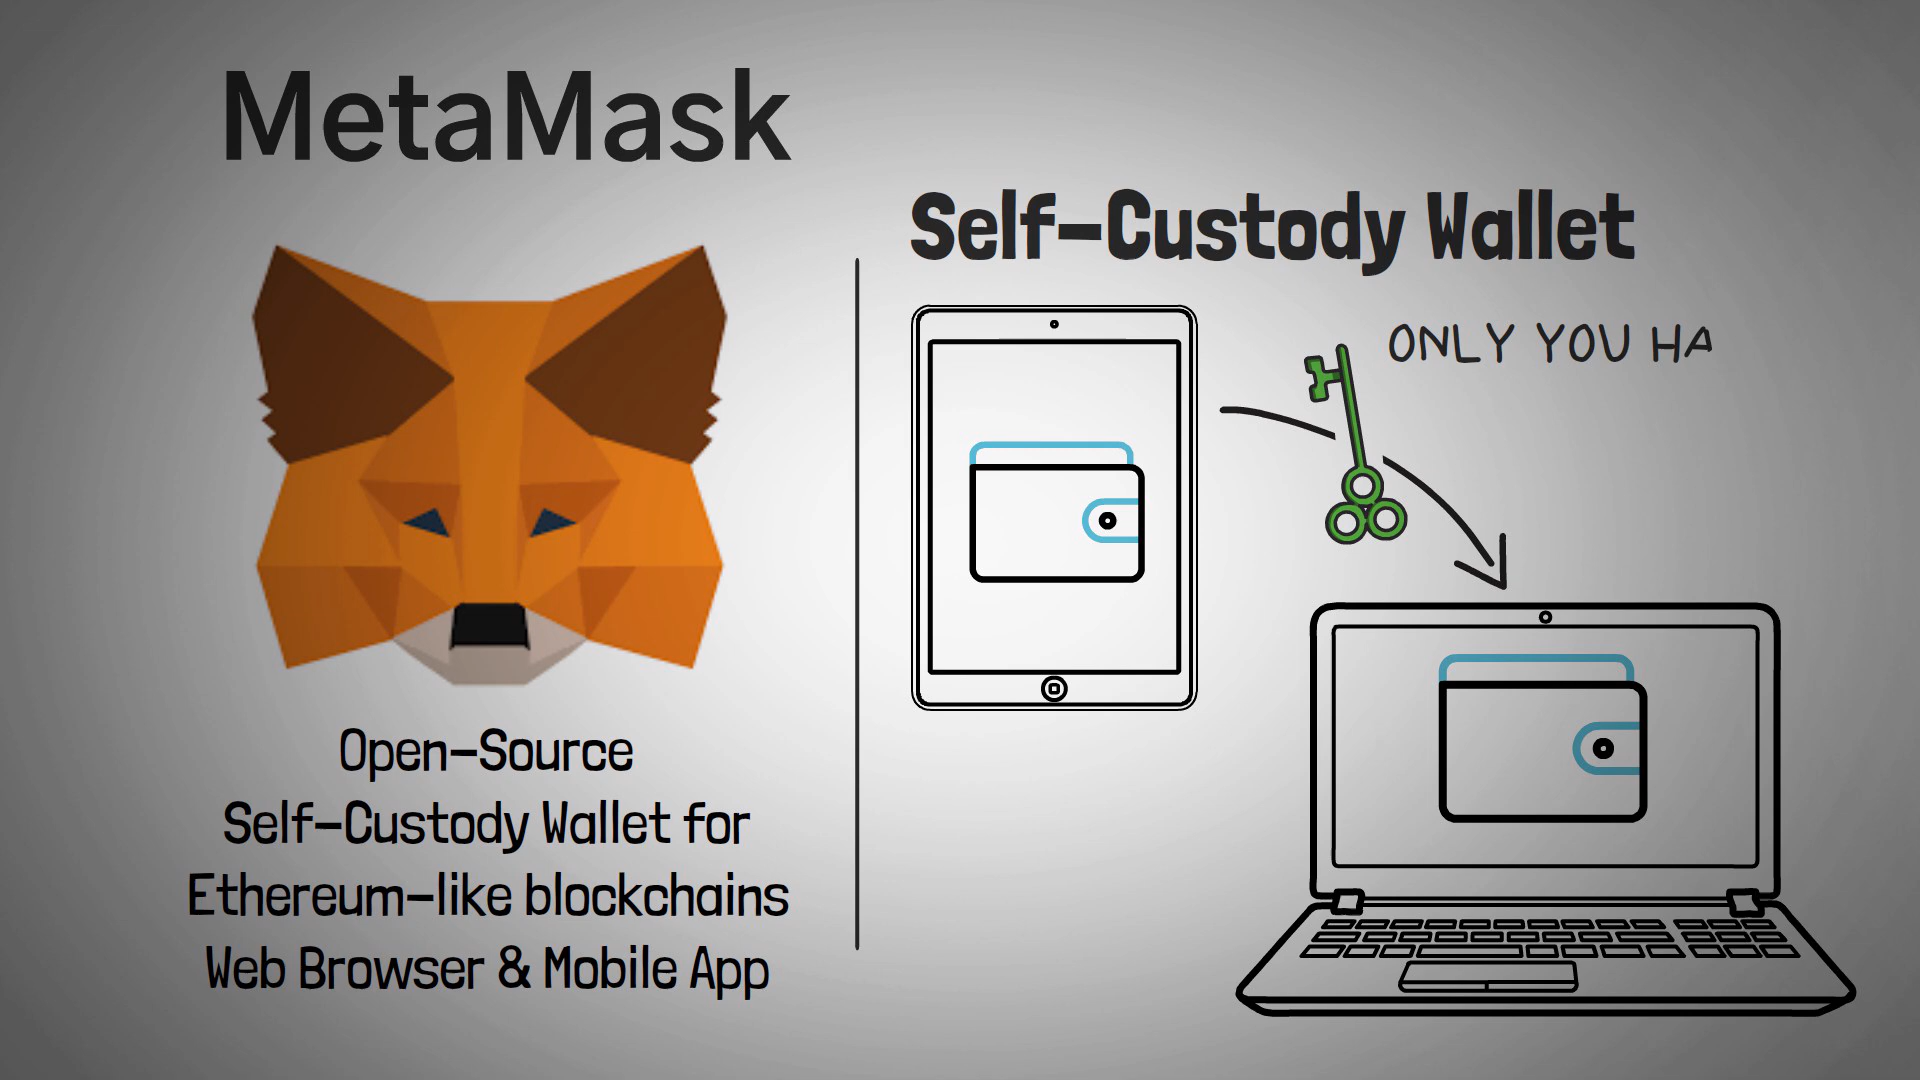 MetaMask
Open-Source
Self-Custody Wallet for
Ethereum-like blockchains
Web Browser & Mobile App
Self-Custody Wallet
ONLY YOU HA